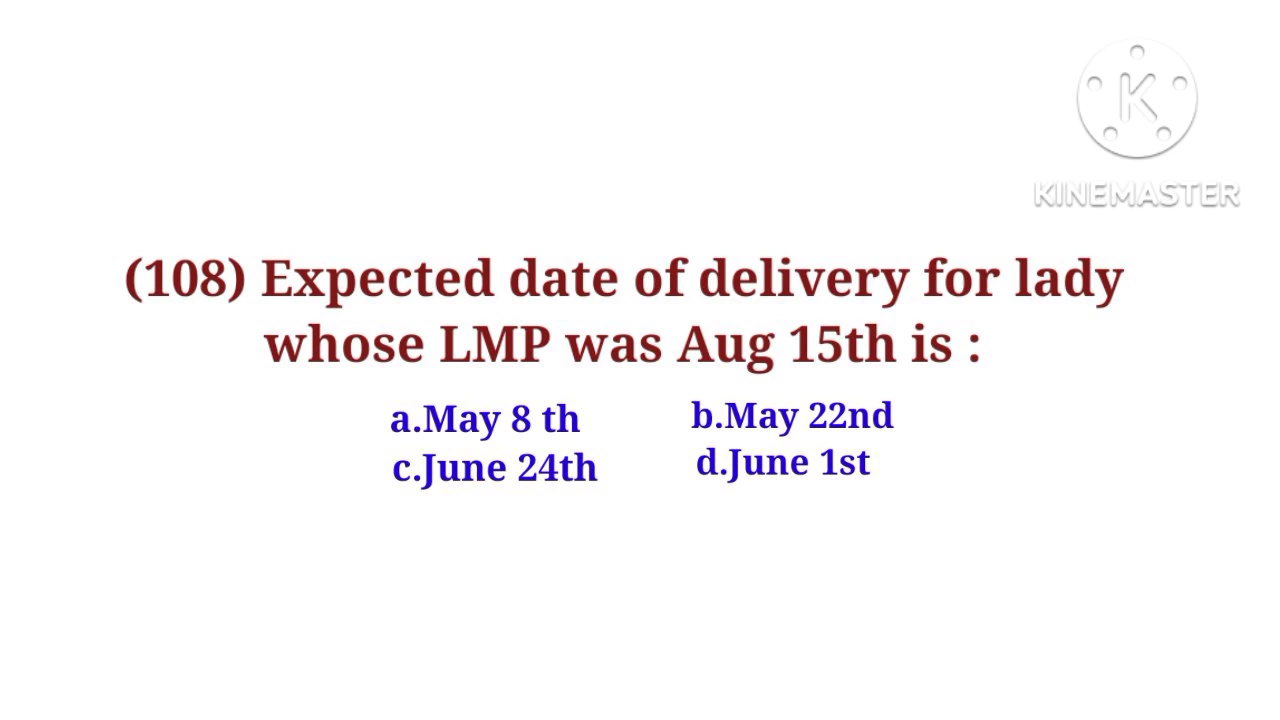 K
KINEMASTER
(108) Expected date of delivery for lady
whose LMP was Aug 15th is :
a.May 8 th b.May 22nd
c.June 24th d.June 1st